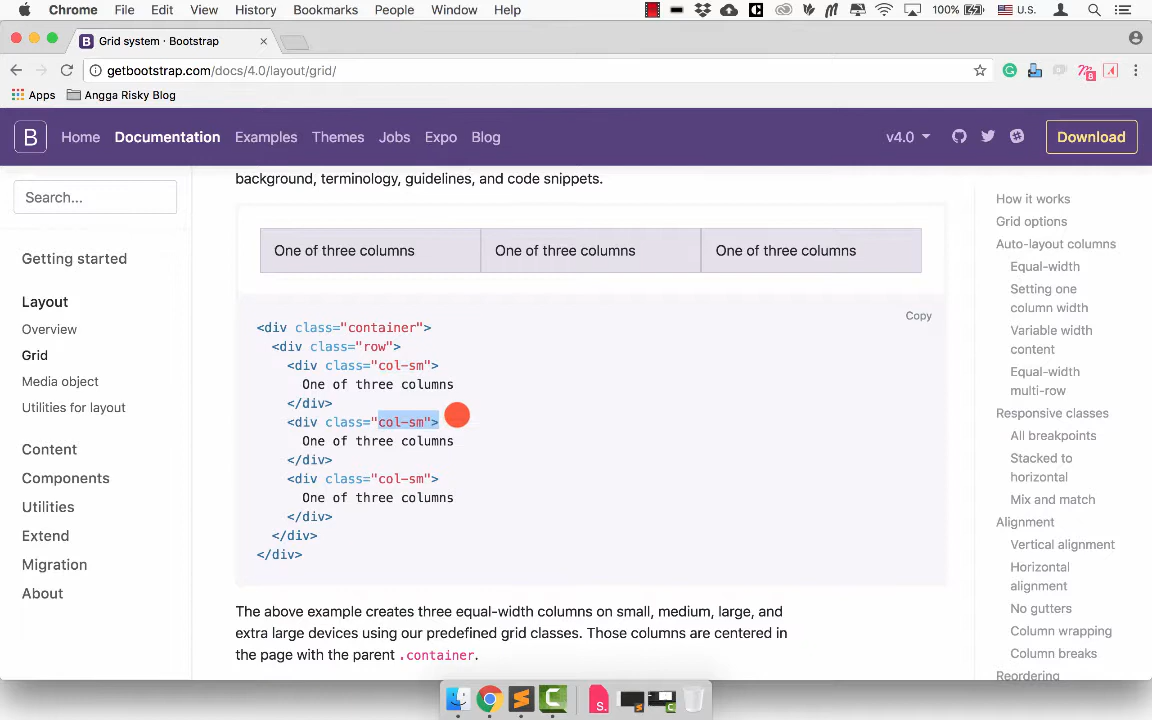 Chrome File Edit View History Bookmarks People Window Help 100% U.S.
Grid system · Bootstrap
getbootstrap.com/docs/4.0/layout/grid/
Apps Angga Risky Blog
B Home Documentation Examples Themes Jobs Expo Blog v4.0 Download
Search...
Getting started
Layout
Overview
Grid
Media object
Utilities for layout
Content
Components
Utilities
Extend
Migration
About
background, terminology, guidelines, and code snippets.
One of three columns One of three columns One of three columns
Copy
<div class="container">
<div class="row">
<div class="col-sm">
One of three columns
</div>
<div class="col-sm">
One of three columns
</div>
<div class="col-sm">
One of three columns
</div>
</div>
</div>
The above example creates three equal-width columns on small, medium, large, and
extra large devices using our predefined grid classes. Those columns are centered in
the page with the parent .container.
How it works
Grid options
Auto-layout columns
Equal-width
Setting one
column width
Variable width
content
Equal-width
multi-row
Responsive classes
All breakpoints
Stacked to
horizontal
Mix and match
Alignment
Vertical alignment
Horizontal
alignment
No gutters
Column wrapping
Column breaks
Reordering